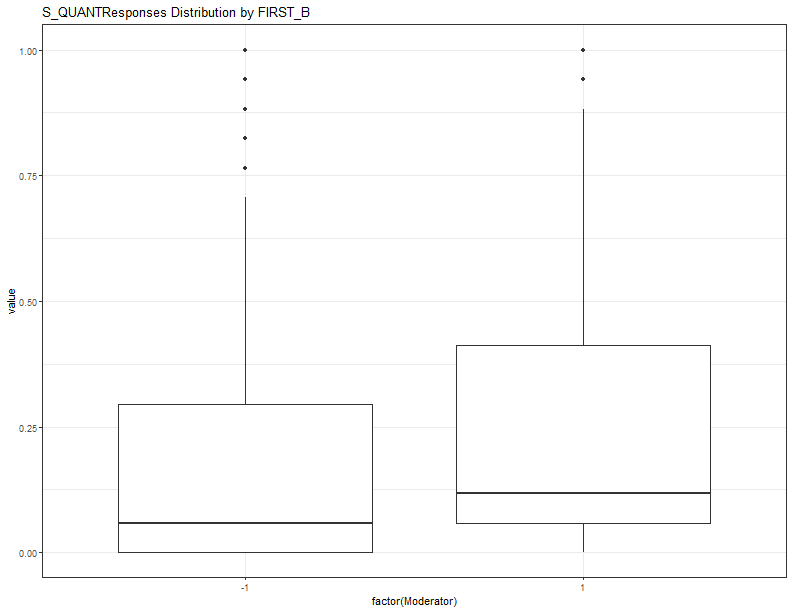 S_QUANTResponses Distribution by FIRST_B
1.00
0.75
0.50
0.25
0.00
value
-1
1
factor(Moderator)